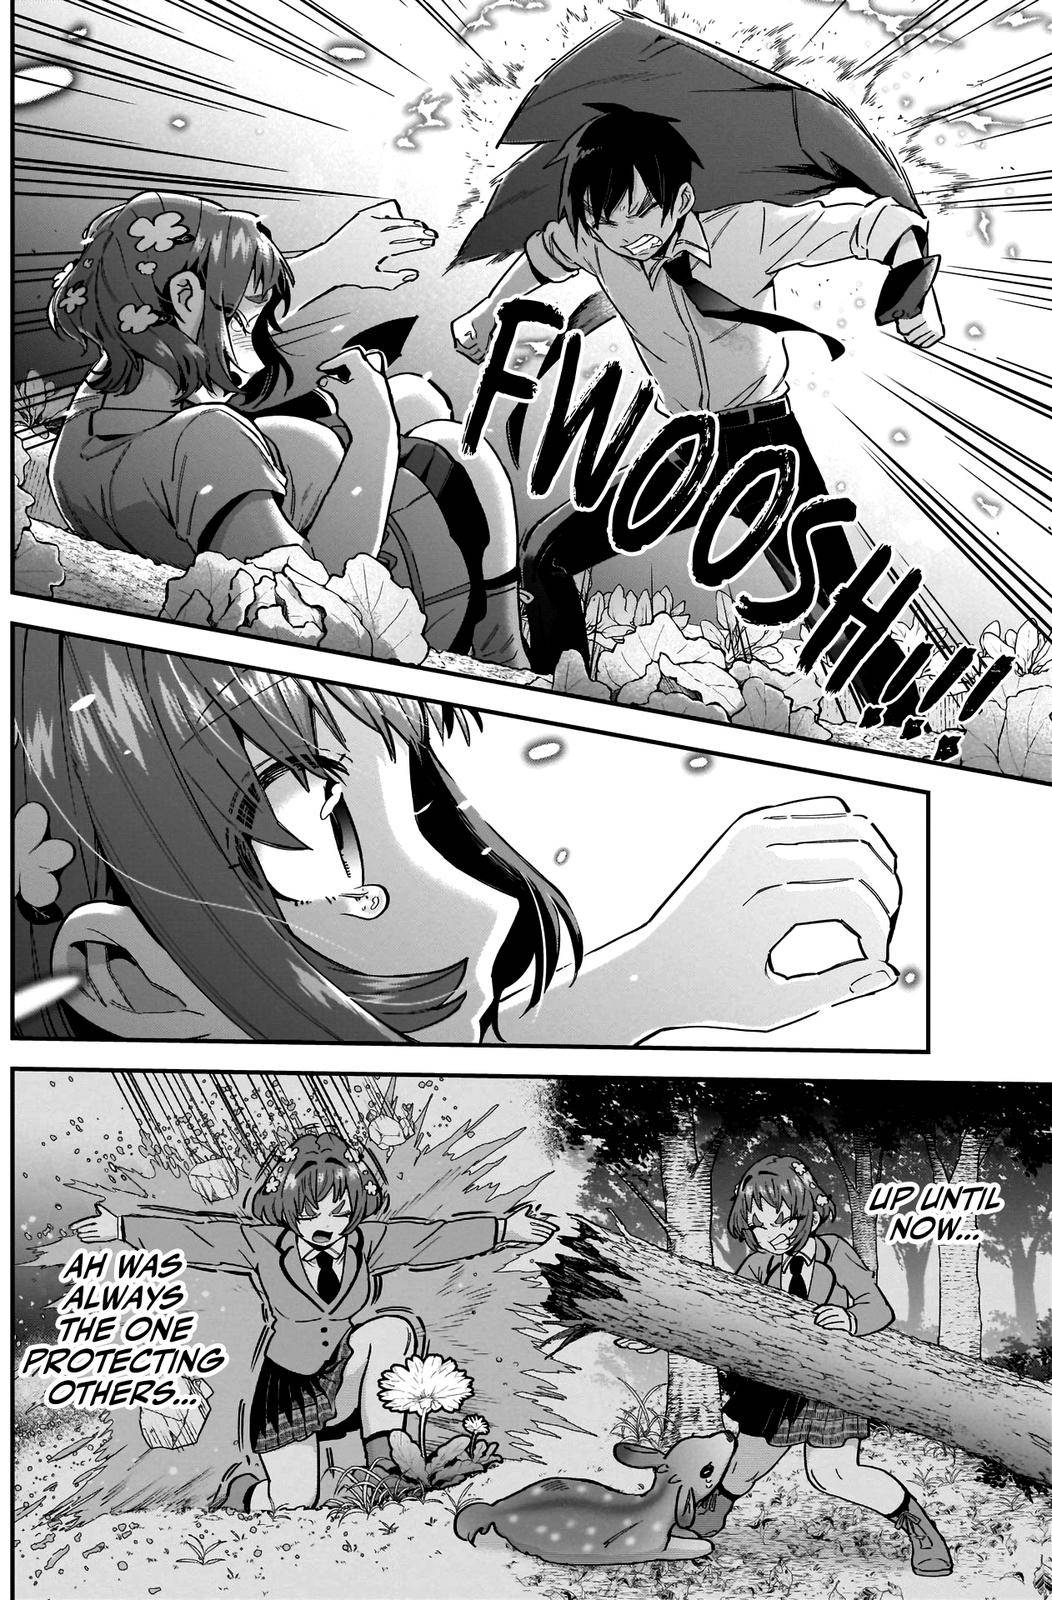 FWOOSH!!!
UP UNTIL
NOW...
AH WAS
ALWAYS
THE ONE
PROTECTING
OTHERS...